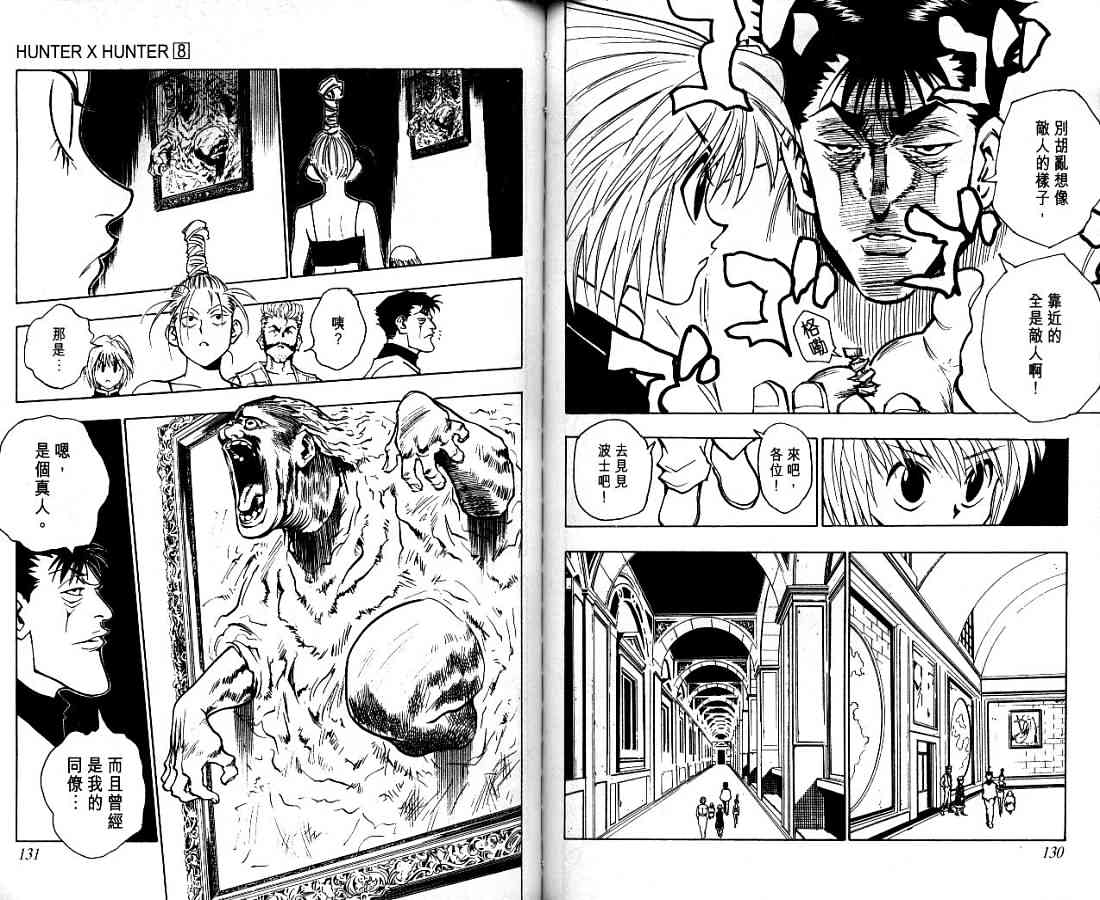 別胡亂想像
敵人的樣子，
靠近的
全是敵人啊！
格嘞
來吧，
各位！
去見見
波士吧！
130
HUNTER X HUNTER 8
咦？
那是…
嗯，
是個真人。
而且曾經
是我的
同僚…
131